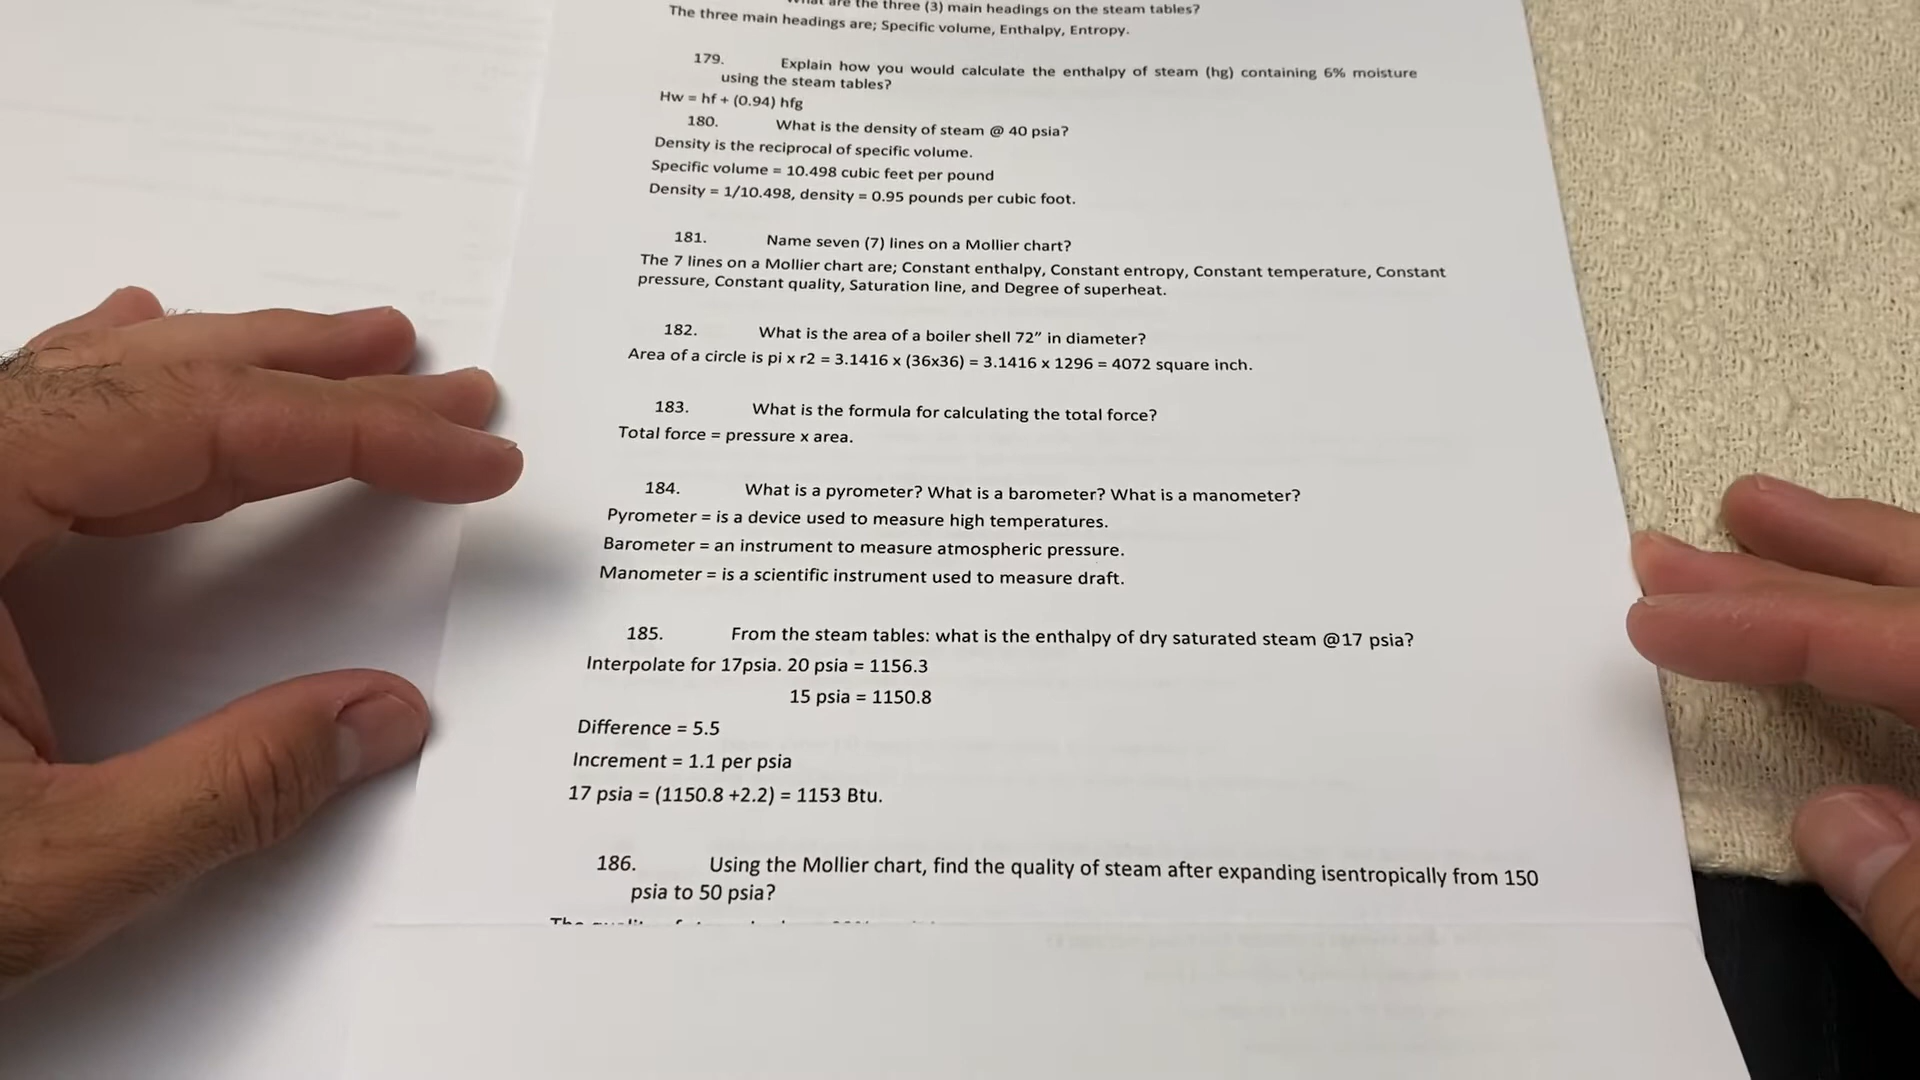 are the three (3) main headings on the steam tables?
The three main headings are; Specific volume, Enthalpy, Entropy.
179. Explain how you would calculate the enthalpy of steam (hg) containing 6% moisture
using the steam tables?
Hw = hf + (0.94) hfg
180. What is the density of steam @ 40 psia?
Density is the reciprocal of specific volume.
Specific volume = 10.498 cubic feet per pound
Density = 1/10.498, density = 0.95 pounds per cubic foot.
181. Name seven (7) lines on a Mollier chart?
The 7 lines on a Mollier chart are; Constant enthalpy, Constant entropy, Constant temperature, Constant
pressure, Constant quality, Saturation line, and Degree of superheat.
182. What is the area of a boiler shell 72” in diameter?
Area of a circle is pi x r2 = 3.1416 x (36x36) = 3.1416 x 1296 = 4072 square inch.
183. What is the formula for calculating the total force?
Total force = pressure x area.
184. What is a pyrometer? What is a barometer? What is a manometer?
Pyrometer = is a device used to measure high temperatures.
Barometer = an instrument to measure atmospheric pressure.
Manometer = is a scientific instrument used to measure draft.
185. From the steam tables: what is the enthalpy of dry saturated steam @17 psia?
Interpolate for 17psia. 20 psia = 1156.3
15 psia = 1150.8
Difference = 5.5
Increment = 1.1 per psia
17 psia = (1150.8 +2.2) = 1153 Btu.
186. Using the Mollier chart, find the quality of steam after expanding isentropically from 150
psia to 50 psia?